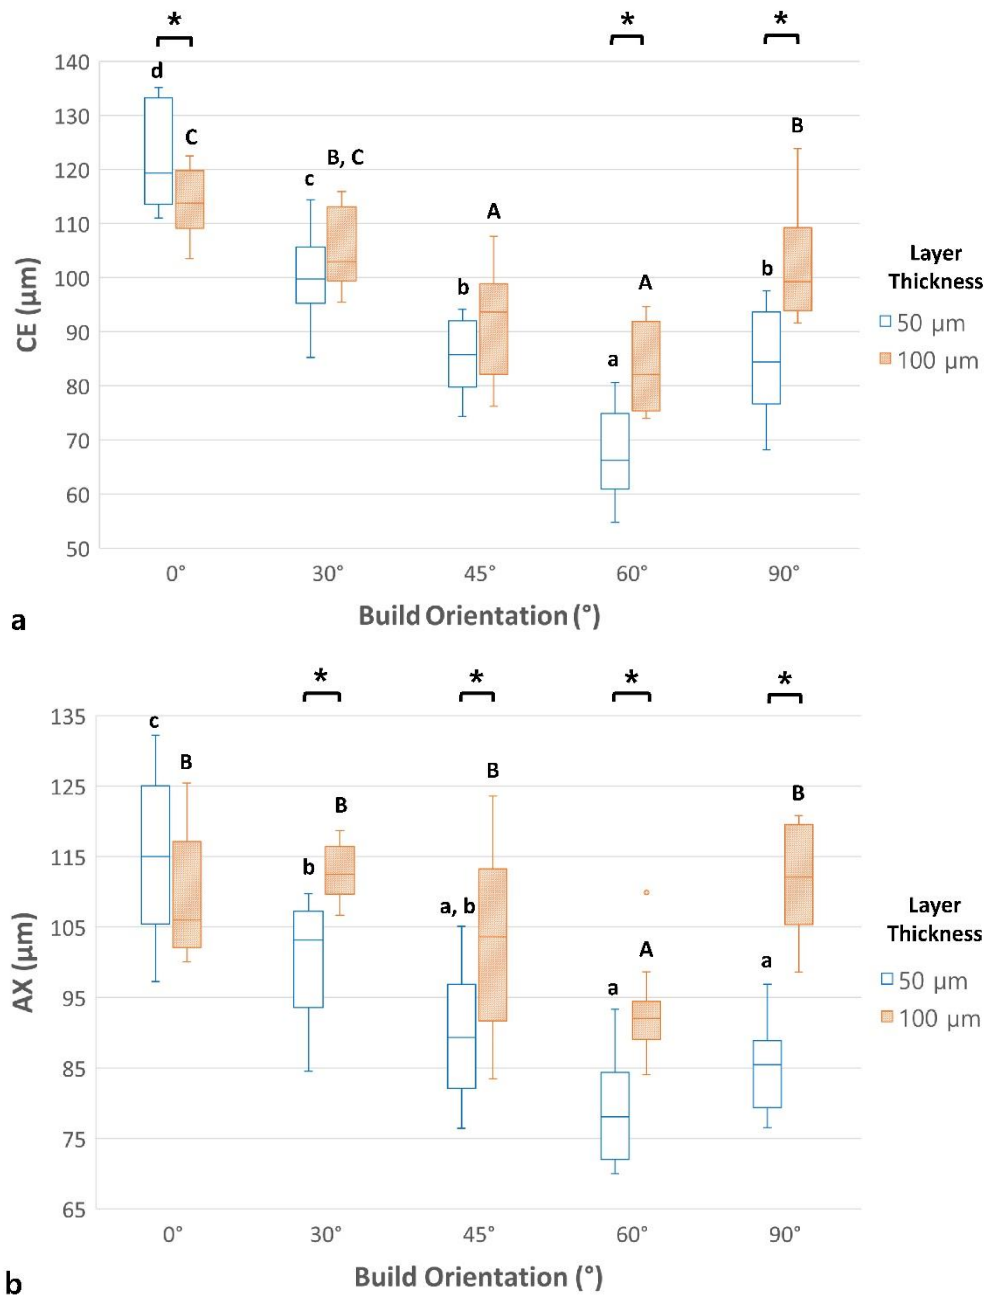 * * *
140
130
120
110
100
90
80
70
60
50
CE (µm)
d
C
c
B, C
b
A
a
A
b
B
0° 30° 45° 60° 90°
Build Orientation (°)
Layer
Thickness
50 µm
100 µm
a
* * * *
135
125
115
105
95
85
75
65
AX (µm)
c
B
b
B
a, b
B
a
A
a
B
0° 30° 45° 60° 90°
Build Orientation (°)
Layer
Thickness
50 µm
100 µm
b